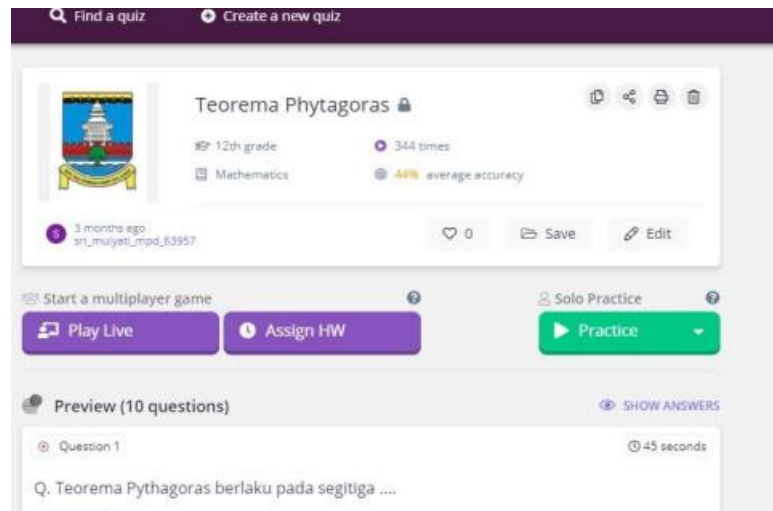 Find a quiz Create a new quiz
Teorema Phytagoras
12th grade 344 times
Mathematics 44% average accuracy
S 3 months ago
sri_mulyati_mpd_63957
0 Save Edit
Start a multiplayer game ? Solo Practice ?
Play Live Assign HW Practice
Preview (10 questions) SHOW ANSWERS
Question 1 45 seconds
Q. Teorema Pythagoras berlaku pada segitiga ....